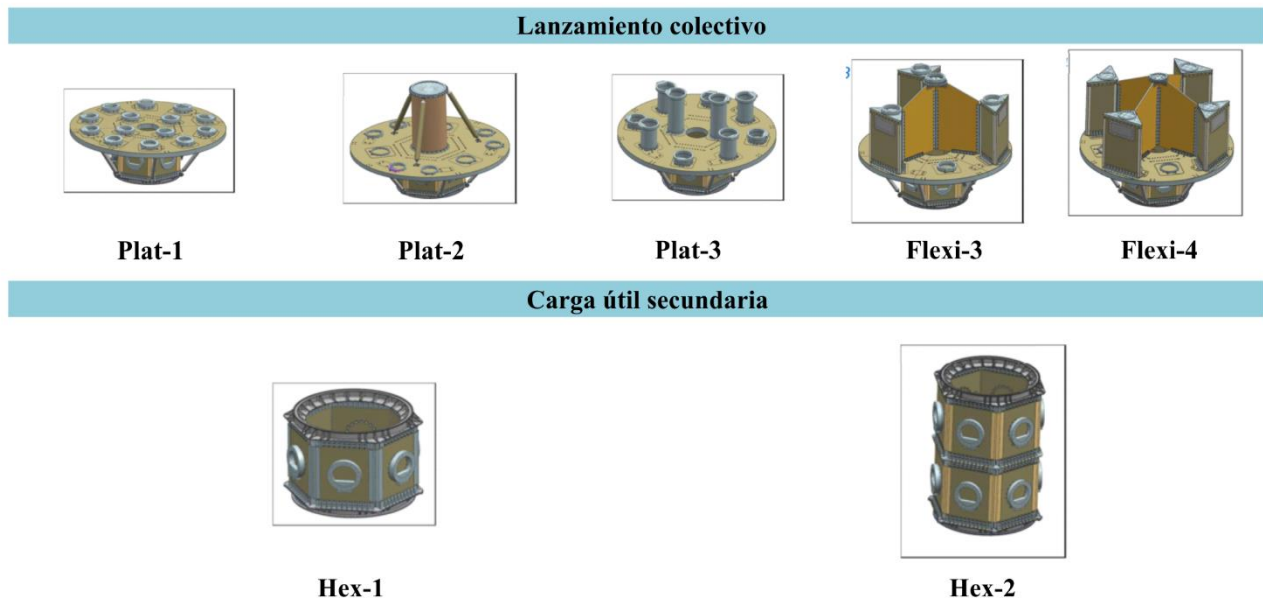 Lanzamiento colectivo
Plat-1 Plat-2 Plat-3 Flexi-3 Flexi-4
Carga útil secundaria
Hex-1 Hex-2